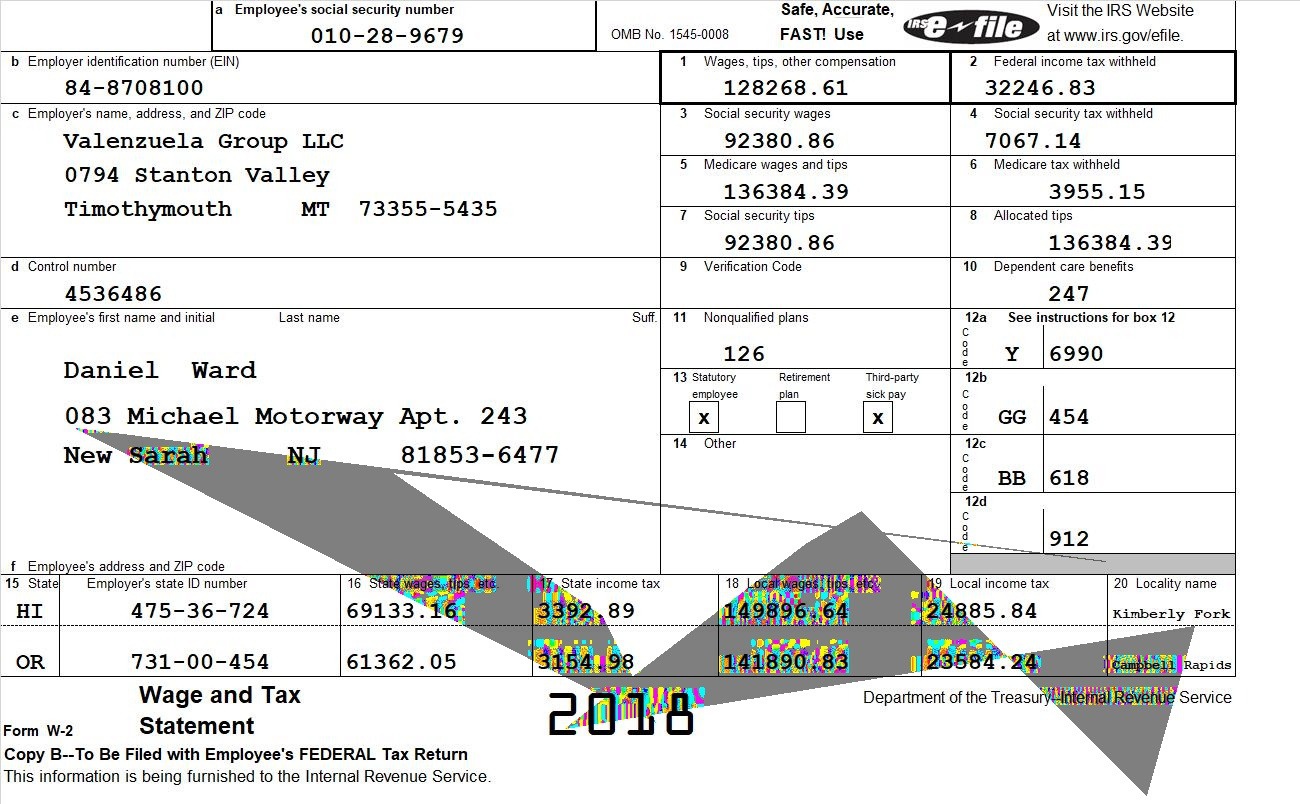 a Employee's social security number
010-28-9679
OMB No. 1545-0008
Safe, Accurate,
FAST! Use
IRS e-file
Visit the IRS Website
at www.irs.gov/efile.
b Employer identification number (EIN)
84-8708100
1 Wages, tips, other compensation
128268.61
2 Federal income tax withheld
32246.83
c Employer's name, address, and ZIP code
Valenzuela Group LLC
0794 Stanton Valley
Timothymouth MT 73355-5435
3 Social security wages
92380.86
4 Social security tax withheld
7067.14
5 Medicare wages and tips
136384.39
6 Medicare tax withheld
3955.15
7 Social security tips
92380.86
8 Allocated tips
136384.39
d Control number
4536486
9 Verification Code
10 Dependent care benefits
247
e Employee's first name and initial Last name Suff.
Daniel Ward
083 Michael Motorway Apt. 243
New Sarah NJ 81853-6477
11 Nonqualified plans
126
12a See instructions for box 12
Code Y 6990
13 Statutory employee Retirement plan Third-party sick pay
x x
12b
Code GG 454
14 Other
12c
Code BB 618
12d
Code 912
f Employee's address and ZIP code
15 State Employer's state ID number 16 State wages, tips, etc. 17 State income tax 18 Local wages, tips, etc. 19 Local income tax 20 Locality name
HI 475-36-724 69133.16 3392.89 149896.64 24885.84 Kimberly Fork
OR 731-00-454 61362.05 3154.98 141890.83 23584.24 Campbell Rapids
Wage and Tax
Statement
Form W-2
2018
Department of the Treasury--Internal Revenue Service
Copy B--To Be Filed with Employee's FEDERAL Tax Return
This information is being furnished to the Internal Revenue Service.